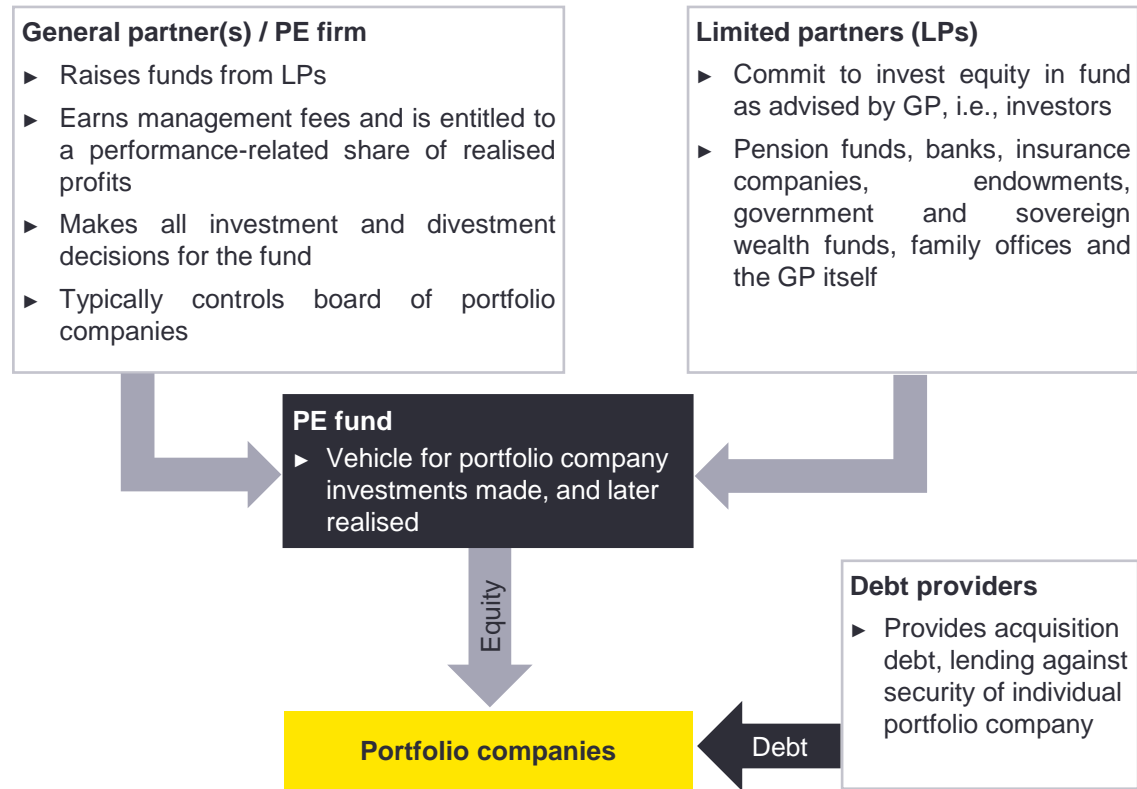 General partner(s) / PE firm
► Raises funds from LPs
► Earns management fees and is entitled to
a performance-related share of realised
profits
► Makes all investment and divestment
decisions for the fund
► Typically controls board of portfolio
companies
Limited partners (LPs)
► Commit to invest equity in fund
as advised by GP, i.e., investors
► Pension funds, banks, insurance
companies, endowments,
government and sovereign
wealth funds, family offices and
the GP itself
PE fund
► Vehicle for portfolio company
investments made, and later
realised
Equity
Debt providers
► Provides acquisition
debt, lending against
security of individual
portfolio company
Debt
Portfolio companies